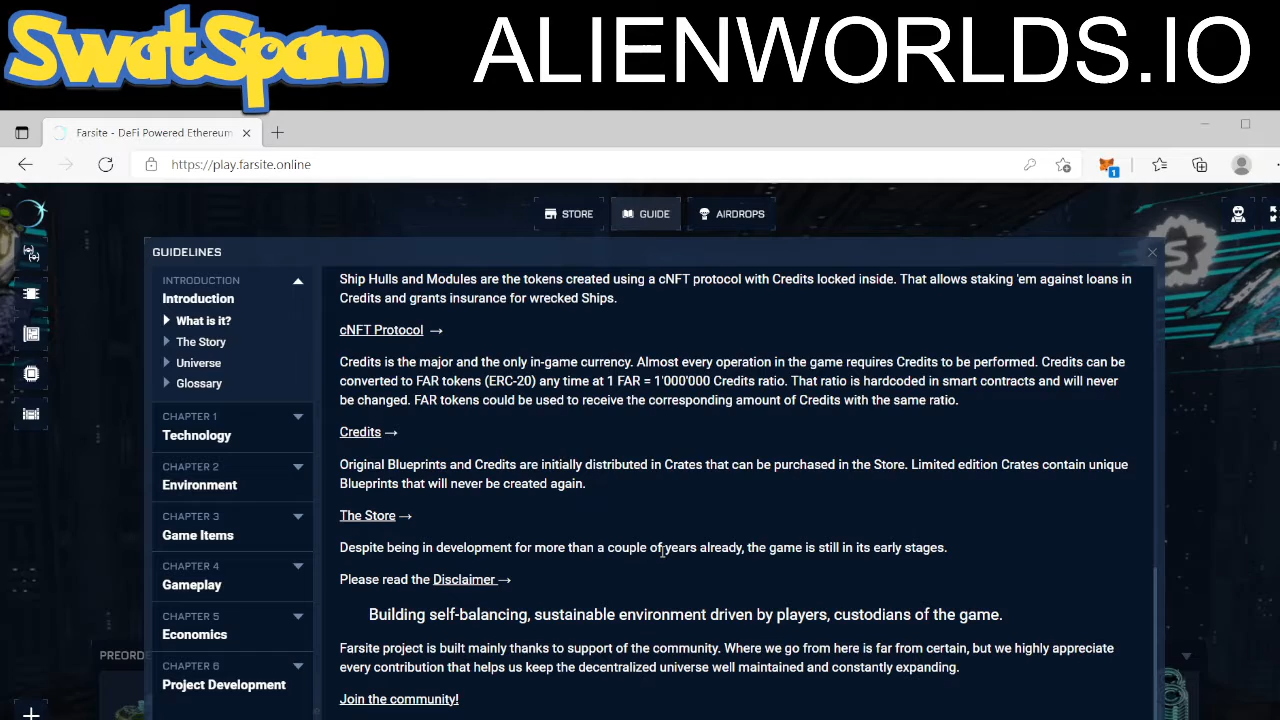 SwatSpam
ALIENWORLDS.IO
Farsite - DeFi Powered Ethereum
https://play.farsite.online
1
STORE
GUIDE
AIRDROPS
S
GUIDELINES
INTRODUCTION
Introduction
What is it?
The Story
Universe
Glossary
CHAPTER 1
Technology
CHAPTER 2
Environment
CHAPTER 3
Game Items
CHAPTER 4
Gameplay
CHAPTER 5
Economics
CHAPTER 6
Project Development
Ship Hulls and Modules are the tokens created using a cNFT protocol with Credits locked inside. That allows staking 'em against loans in
Credits and grants insurance for wrecked Ships.
cNFT Protocol →
Credits is the major and the only in-game currency. Almost every operation in the game requires Credits to be performed. Credits can be
converted to FAR tokens (ERC-20) any time at 1 FAR = 1'000'000 Credits ratio. That ratio is hardcoded in smart contracts and will never
be changed. FAR tokens could be used to receive the corresponding amount of Credits with the same ratio.
Credits →
Original Blueprints and Credits are initially distributed in Crates that can be purchased in the Store. Limited edition Crates contain unique
Blueprints that will never be created again.
The Store →
Despite being in development for more than a couple of years already, the game is still in its early stages.
Please read the Disclaimer →
Building self-balancing, sustainable environment driven by players, custodians of the game.
Farsite project is built mainly thanks to support of the community. Where we go from here is far from certain, but we highly appreciate
every contribution that helps us keep the decentralized universe well maintained and constantly expanding.
Join the community!
PREORDE